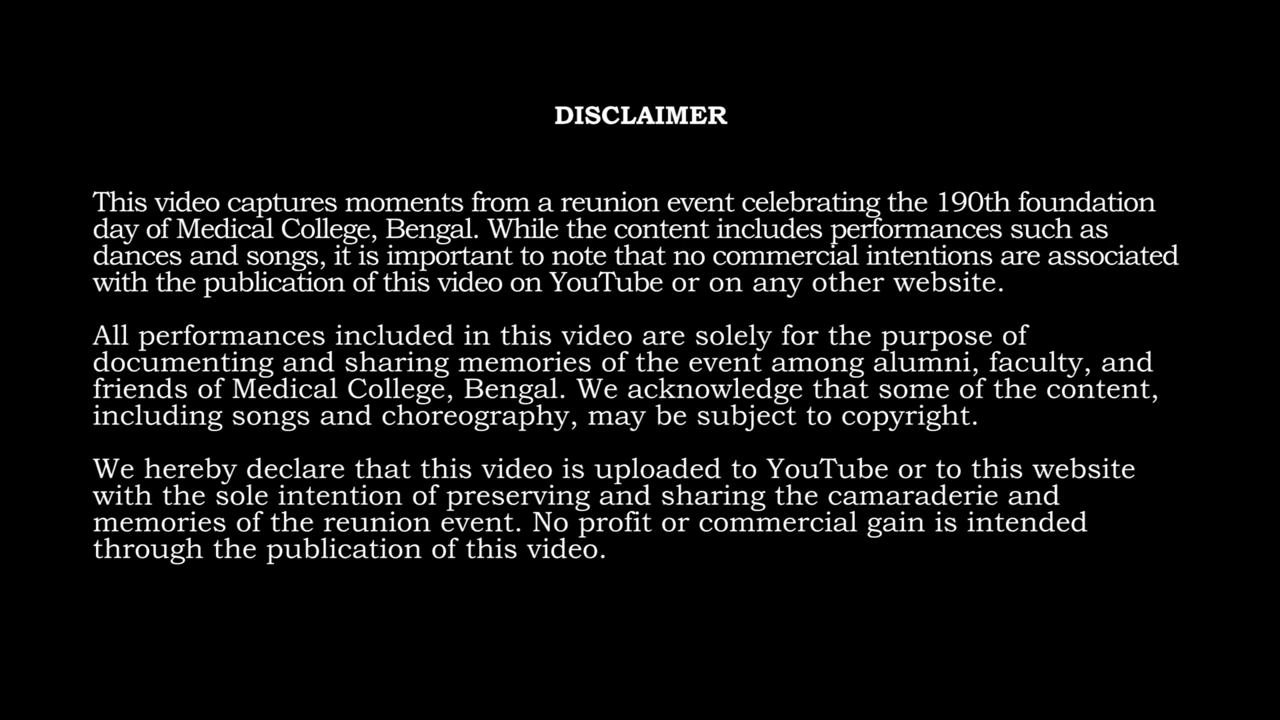 DISCLAIMER
This video captures moments from a reunion event celebrating the 190th foundation
day of Medical College, Bengal. While the content includes performances such as
dances and songs, it is important to note that no commercial intentions are associated
with the publication of this video on YouTube or on any other website.
All performances included in this video are solely for the purpose of
documenting and sharing memories of the event among alumni, faculty, and
friends of Medical College, Bengal. We acknowledge that some of the content,
including songs and choreography, may be subject to copyright.
We hereby declare that this video is uploaded to YouTube or to this website
with the sole intention of preserving and sharing the camaraderie and
memories of the reunion event. No profit or commercial gain is intended
through the publication of this video.